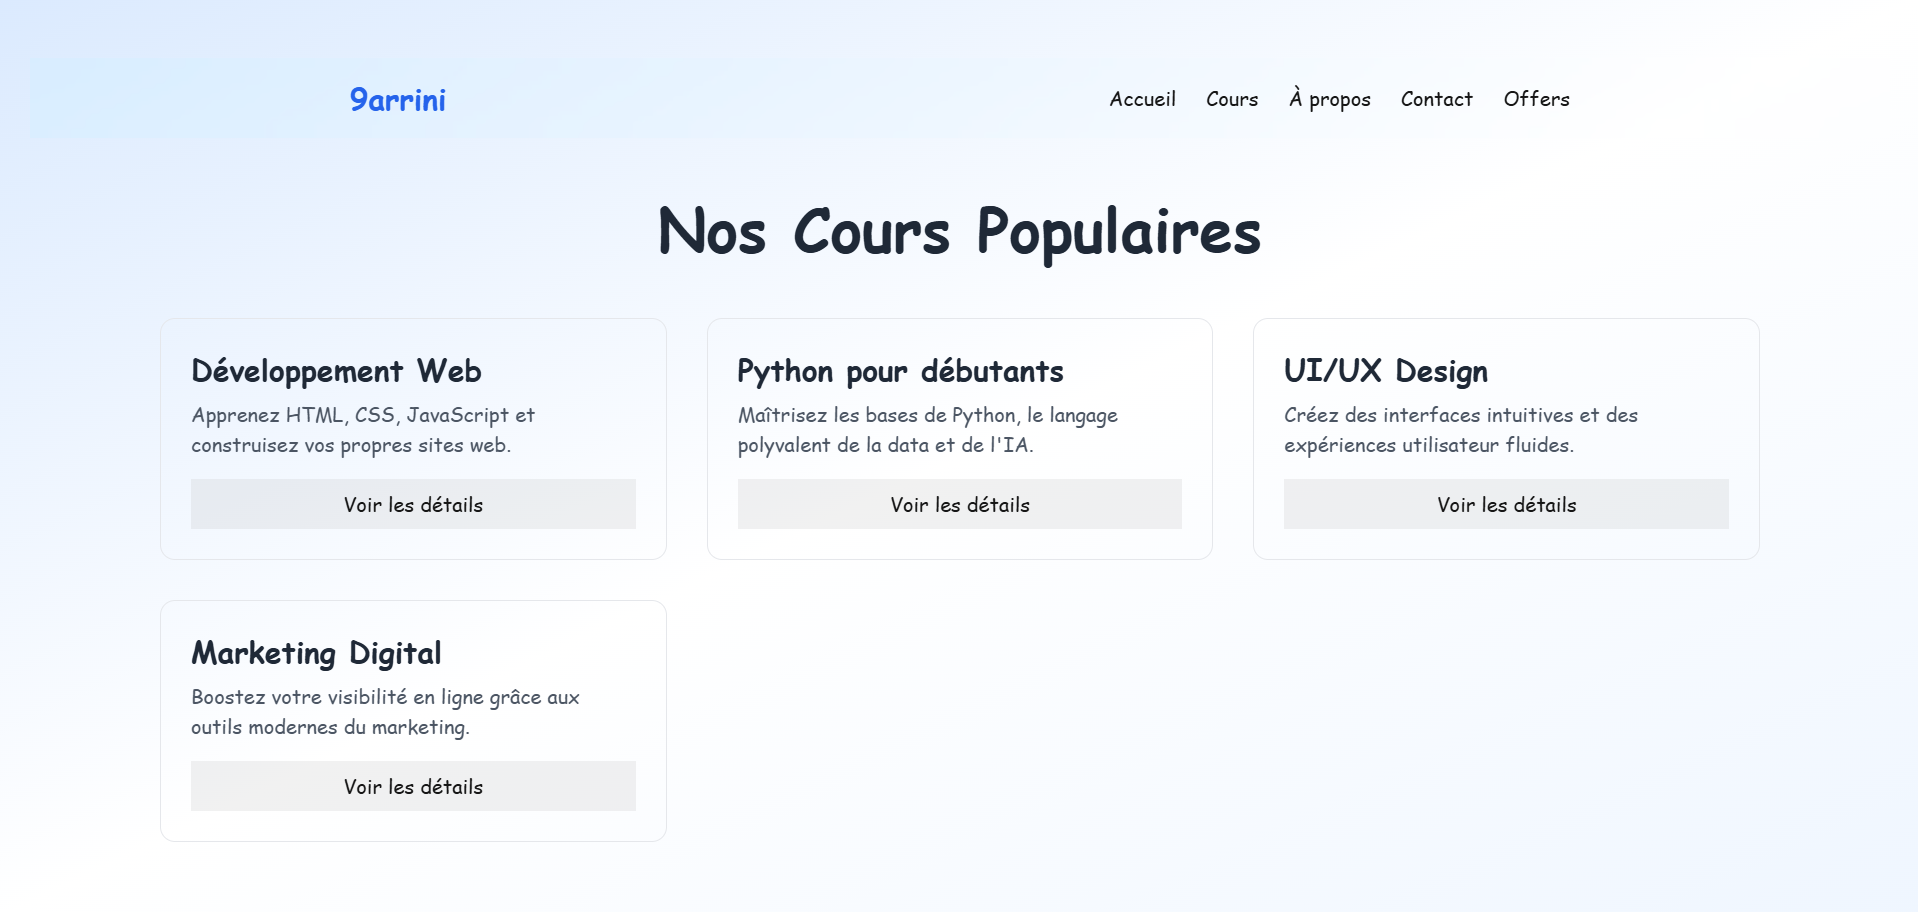 9arrini
Accueil Cours À propos Contact Offers
Nos Cours Populaires
Développement Web
Apprenez HTML, CSS, JavaScript et
construisez vos propres sites web.
Voir les détails
Python pour débutants
Maîtrisez les bases de Python, le langage
polyvalent de la data et de l'IA.
Voir les détails
UI/UX Design
Créez des interfaces intuitives et des
expériences utilisateur fluides.
Voir les détails
Marketing Digital
Boostez votre visibilité en ligne grâce aux
outils modernes du marketing.
Voir les détails